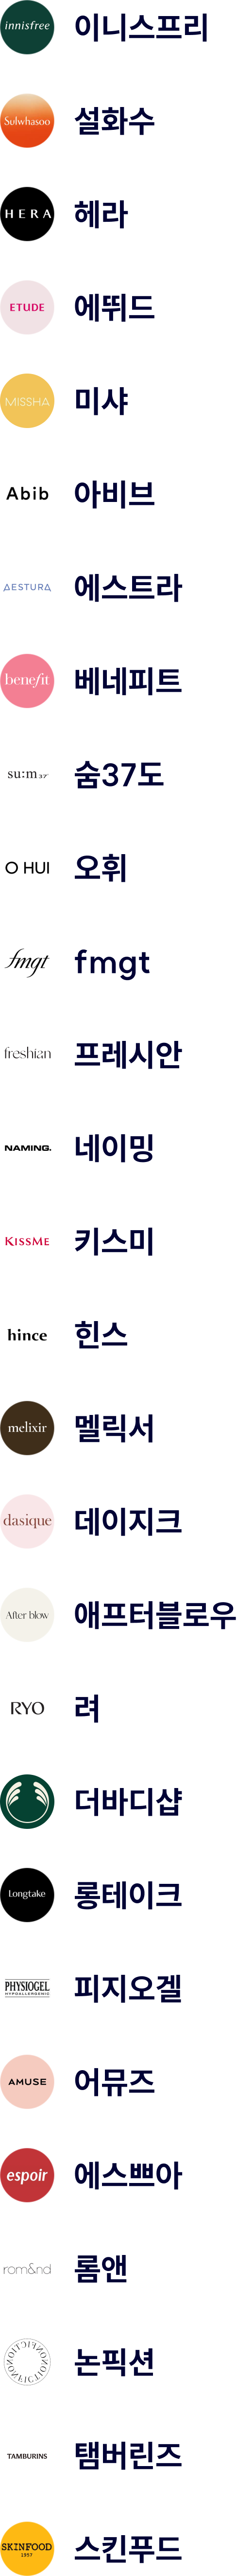 innisfree 이니스프리
Sulwhasoo 설화수
HERA 헤라
ETUDE 에뛰드
MISSHA 미샤
Abib 아비브
AESTURA 에스트라
benefit 베네피트
su:m37° 숨37도
O HUI 오휘
fmgt fmgt
freshian 프레시안
NAMING. 네이밍
KISSME 키스미
hince 힌스
melixir 멜릭서
dasique 데이지크
After blow 애프터블로우
RYO 려
더바디샵
Longtake 롱테이크
PHYSIOGEL
HYPOALLERGENIC
피지오겔
AMUSE 어뮤즈
espoir 에스쁘아
rom&nd 롬앤
NONFICTION NONFICTION 논픽션
TAMBURINS 탬버린즈
SKINFOOD
1957
스킨푸드